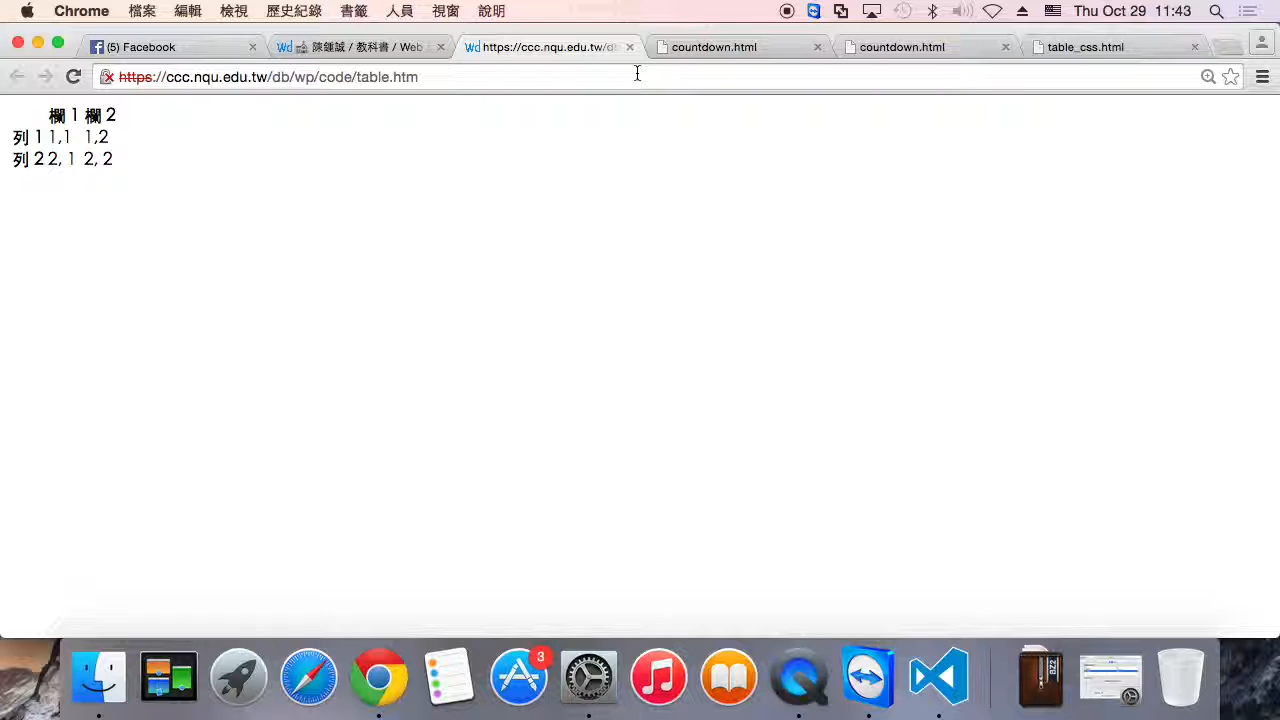 Chrome 檔案 編輯 檢視 歷史紀錄 書籤 人員 視窗 說明 Thu Oct 29 11:43
(5) Facebook
陳鍾誠 / 教科書 / Web
https://ccc.nqu.edu.tw/d
countdown.html
countdown.html
table_css.html
https://ccc.nqu.edu.tw/db/wp/code/table.htm
欄 1 欄 2
列 1 1,1 1,2
列 2 2, 1 2, 2
3